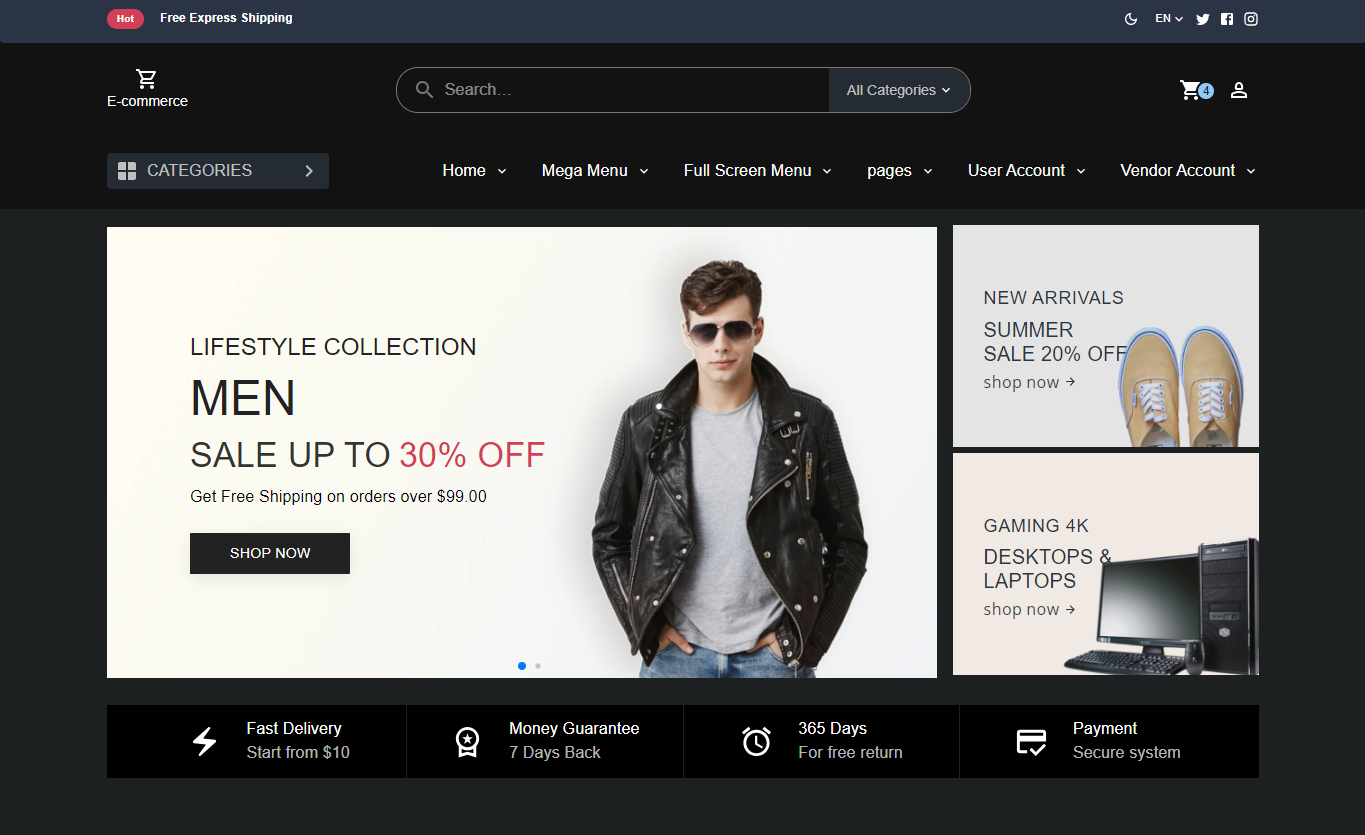 Hot
Free Express Shipping
EN
E-commerce
Search...
All Categories
4
CATEGORIES
Home
Mega Menu
Full Screen Menu
pages
User Account
Vendor Account
LIFESTYLE COLLECTION
MEN
SALE UP TO 30% OFF
Get Free Shipping on orders over $99.00
SHOP NOW
NEW ARRIVALS
SUMMER
SALE 20% OFF
shop now
GAMING 4K
DESKTOPS &
LAPTOPS
shop now
Fast Delivery
Start from $10
Money Guarantee
7 Days Back
365 Days
For free return
Payment
Secure system